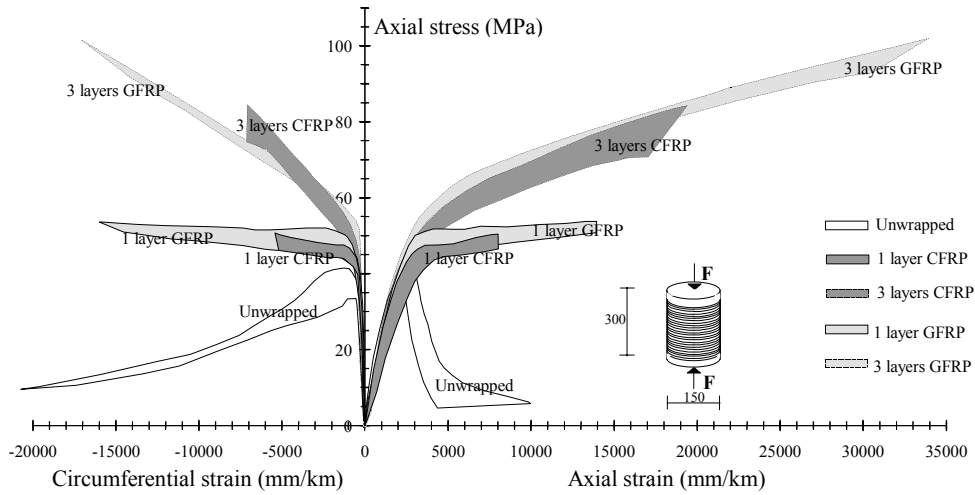 Axial stress (MPa)
100
80
60
40
20
0
3 layers GFRP
3 layers GFRP
3 layers CFRP
3 layers CFRP
1 layer GFRP
1 layer GFRP
1 layer CFRP
1 layer CFRP
Unwrapped
Unwrapped
Unwrapped
1 layer CFRP
3 layers CFRP
1 layer GFRP
3 layers GFRP
F
300
F
150
-20000 -15000 -10000 -5000 0 5000 10000 15000 20000 25000 30000 35000
Circumferential strain (mm/km) Axial strain (mm/km)